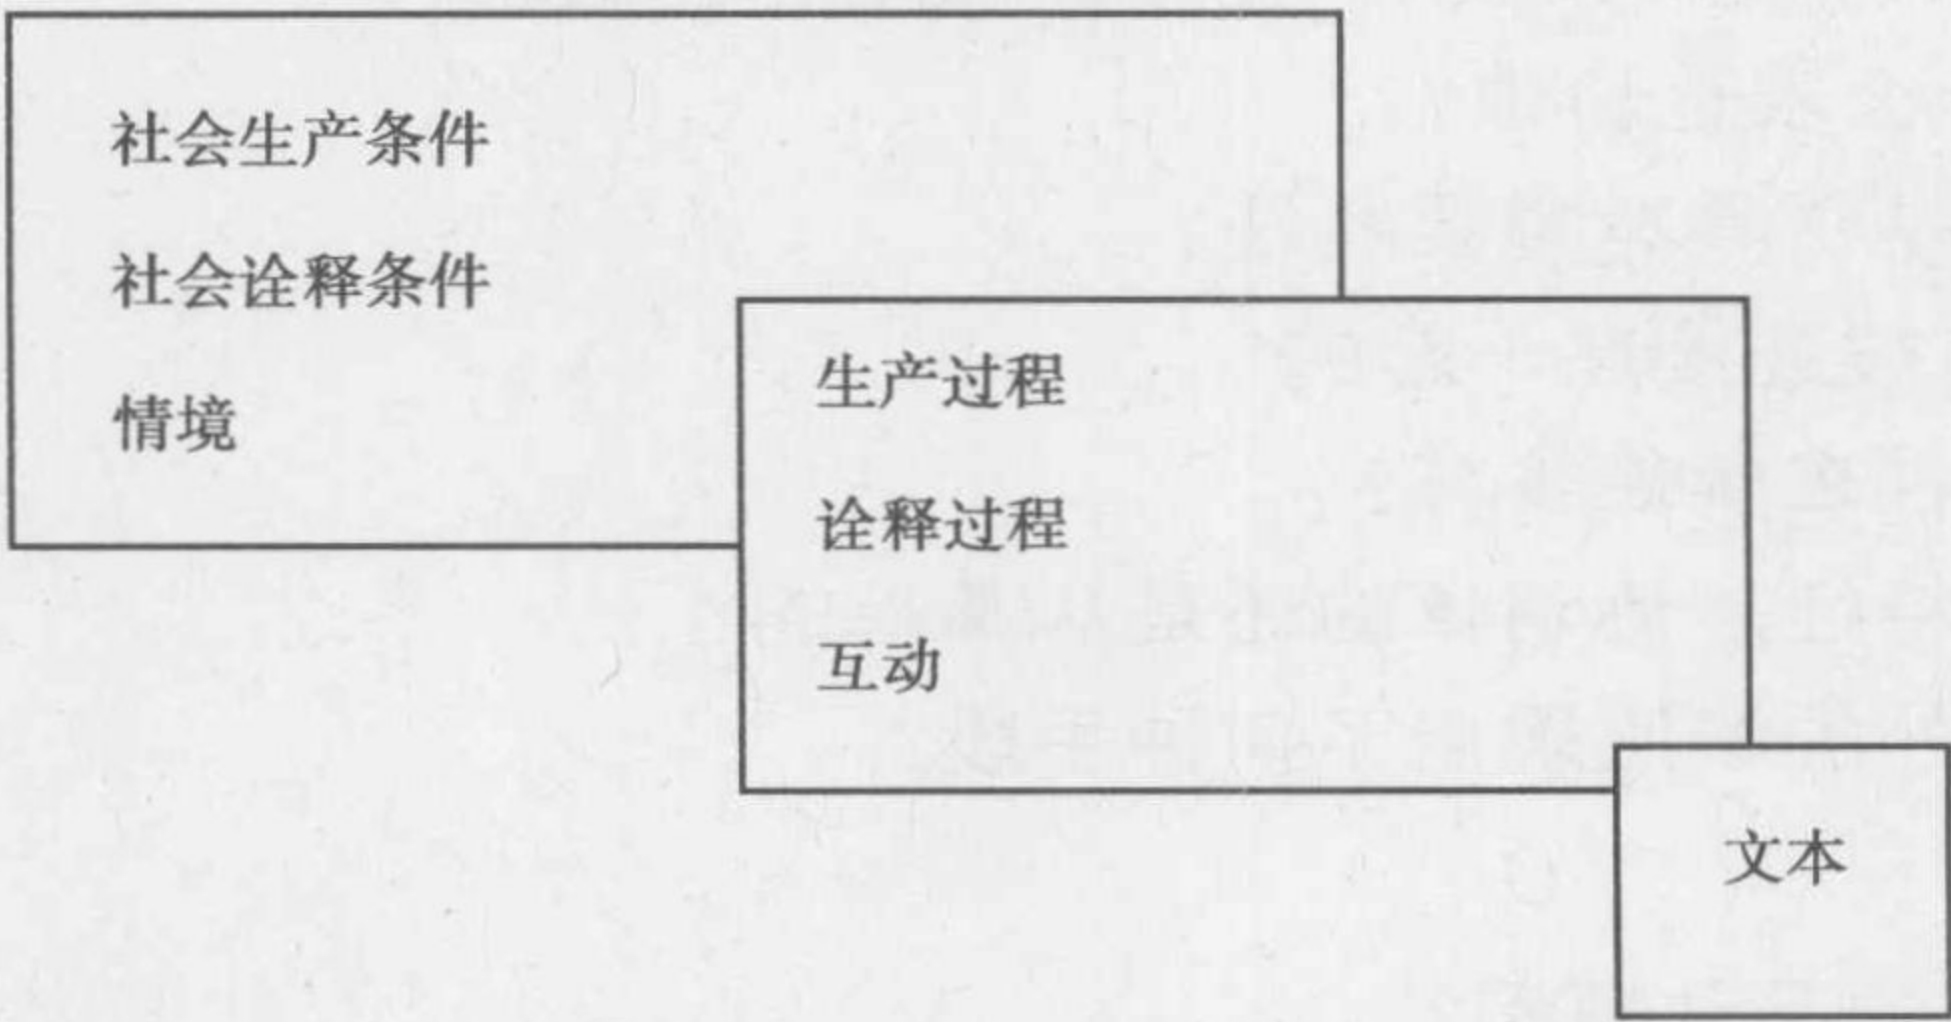 社会生产条件
社会诠释条件
情境
生产过程
诠释过程
互动
文本